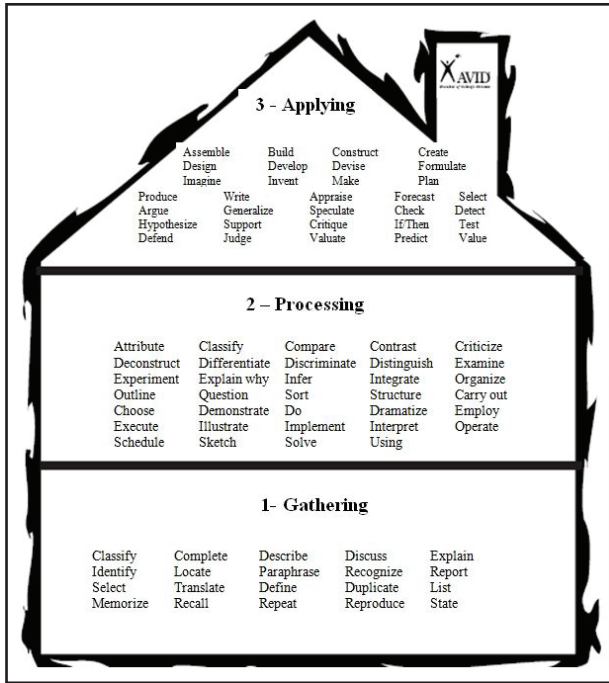 AVID
3 - Applying
Assemble Build Construct Create
Design Develop Devise Formulate
Imagine Invent Make Plan
Produce Write Appraise Forecast Select
Argue Generalize Speculate Check Detect
Hypothesize Support Critique If/Then Test
Defend Judge Valuate Predict Value
2 – Processing
Attribute Classify Compare Contrast Criticize
Deconstruct Differentiate Discriminate Distinguish Examine
Experiment Explain why Infer Integrate Organize
Outline Question Sort Structure Carry out
Choose Demonstrate Do Dramatize Employ
Execute Illustrate Implement Interpret Operate
Schedule Sketch Solve Using
1- Gathering
Classify Complete Describe Discuss Explain
Identify Locate Paraphrase Recognize Report
Select Translate Define Duplicate List
Memorize Recall Repeat Reproduce State